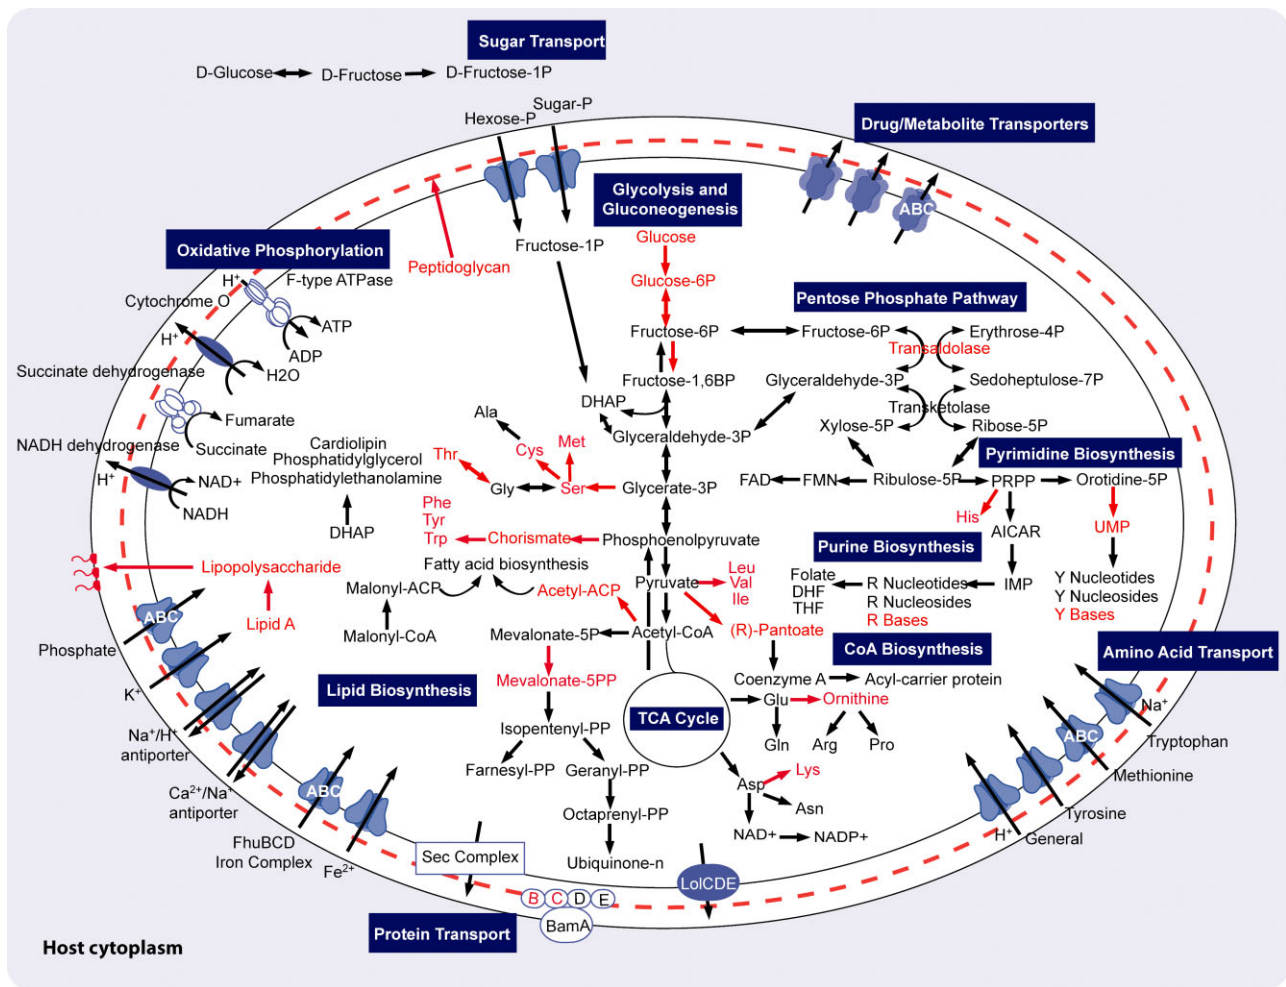 Sugar Transport
D-Glucose
D-Fructose
D-Fructose-1P
Sugar-P
Hexose-P
Drug/Metabolite Transporters
ABC
Glycolysis and
Gluconeogenesis
Glucose
Glucose-6P
Fructose-6P
Fructose-1,6BP
Fructose-1P
DHAP
Glyceraldehyde-3P
Glycerate-3P
Phosphoenolpyruvate
Pyruvate
Acetyl-CoA
Peptidoglycan
Oxidative Phosphorylation
H⁺
F-type ATPase
ATP
ADP
Cytochrome O
H⁺
H2O
Succinate dehydrogenase
Fumarate
Succinate
NADH dehydrogenase
H⁺
NAD+
NADH
Pentose Phosphate Pathway
Fructose-6P
Erythrose-4P
Transaldolase
Glyceraldehyde-3P
Sedoheptulose-7P
Transketolase
Xylose-5P
Ribose-5P
Ribulose-5P
FMN
FAD
Pyrimidine Biosynthesis
PRPP
Orotidine-5P
His
UMP
AICAR
IMP
Y Nucleotides
Y Nucleosides
Y Bases
Purine Biosynthesis
Folate
DHF
THF
R Nucleotides
R Nucleosides
R Bases
Ala
Cys
Met
Thr
Gly
Ser
Phe
Tyr
Trp
Chorismate
Leu
Val
Ile
Cardiolipin
Phosphatidylglycerol
Phosphatidylethanolamine
DHAP
Fatty acid biosynthesis
Malonyl-ACP
Acetyl-ACP
Malonyl-CoA
Lipopolysaccharide
Lipid A
Mevalonate-5P
Mevalonate-5PP
Lipid Biosynthesis
Isopentenyl-PP
Farnesyl-PP
Geranyl-PP
Octaprenyl-PP
Ubiquinone-n
(R)-Pantoate
CoA Biosynthesis
Coenzyme A
Acyl-carrier protein
TCA Cycle
Glu
Ornithine
Gln
Arg
Pro
Asp
Lys
Asn
NAD+
NADP+
Amino Acid Transport
Na⁺
Tryptophan
ABC
Methionine
Tyrosine
H⁺
General
ABC
Phosphate
K⁺
Na⁺/H⁺
antiporter
Ca²⁺/Na⁺
antiporter
ABC
FhuBCD
Iron Complex
Fe²⁺
Sec Complex
LolCDE
B
C
D
E
BamA
Protein Transport
Host cytoplasm